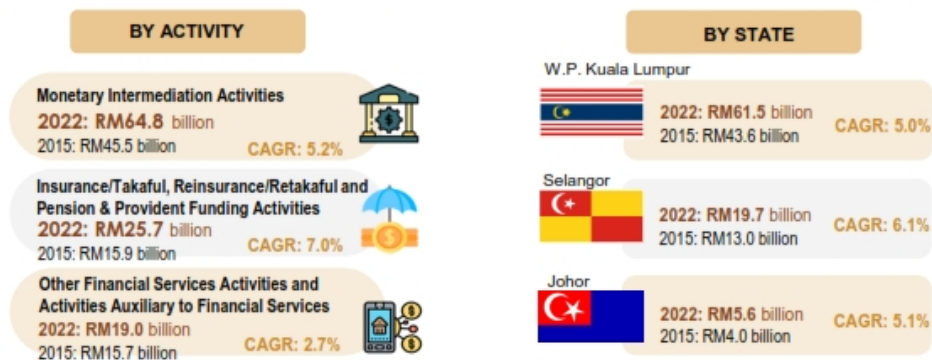 BY ACTIVITY
Monetary Intermediation Activities
2022: RM64.8 billion
2015: RM45.5 billion
CAGR: 5.2%
Insurance/Takaful, Reinsurance/Retakaful and
Pension & Provident Funding Activities
2022: RM25.7 billion
2015: RM15.9 billion
CAGR: 7.0%
Other Financial Services Activities and
Activities Auxiliary to Financial Services
2022: RM19.0 billion
2015: RM15.7 billion
CAGR: 2.7%
BY STATE
W.P. Kuala Lumpur
2022: RM61.5 billion
2015: RM43.6 billion
CAGR: 5.0%
Selangor
2022: RM19.7 billion
2015: RM13.0 billion
CAGR: 6.1%
Johor
2022: RM5.6 billion
2015: RM4.0 billion
CAGR: 5.1%